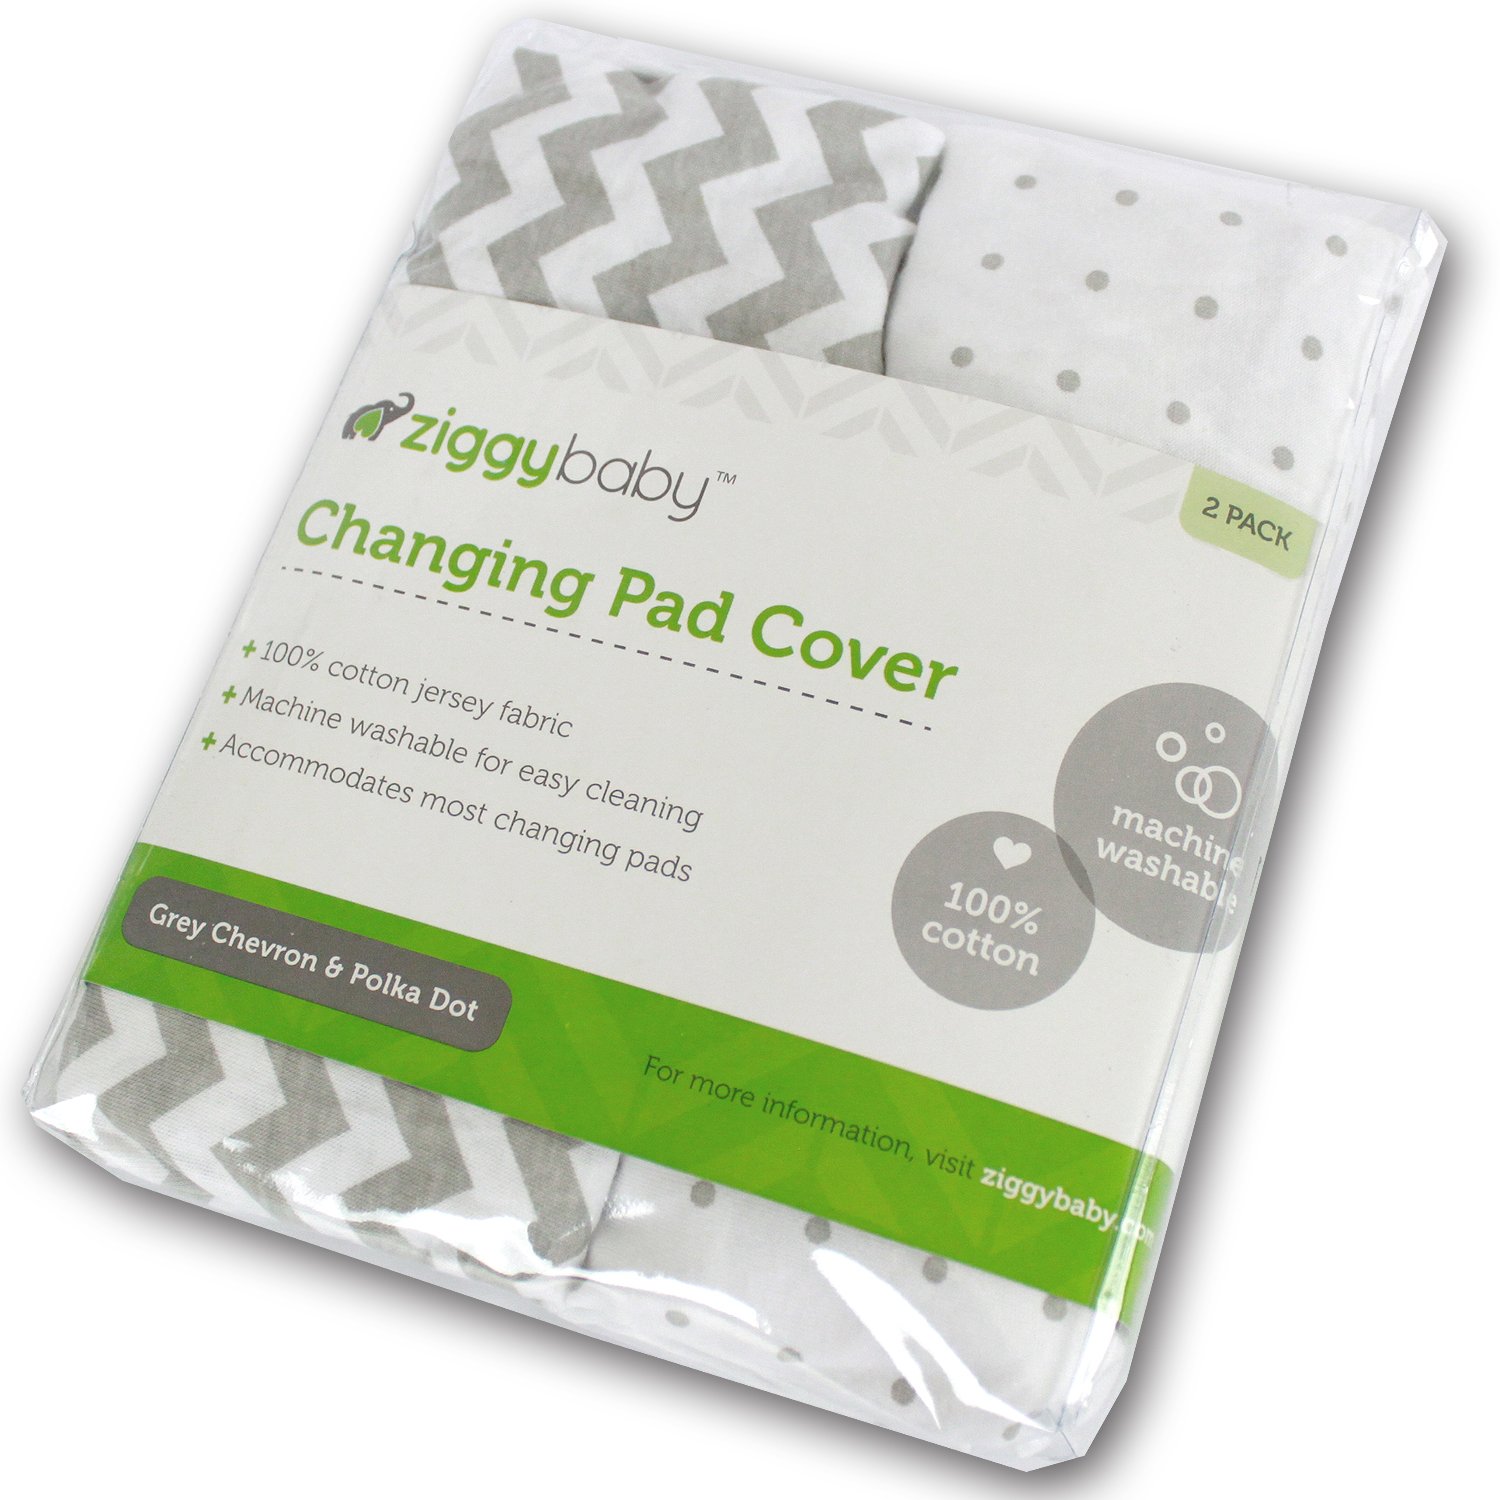 ziggybaby™
2 PACK
Changing Pad Cover
+ 100% cotton jersey fabric
+ Machine washable for easy cleaning
+ Accommodates most changing pads
machine
washable
100%
cotton
Grey Chevron & Polka Dot
For more information, visit ziggybaby.com